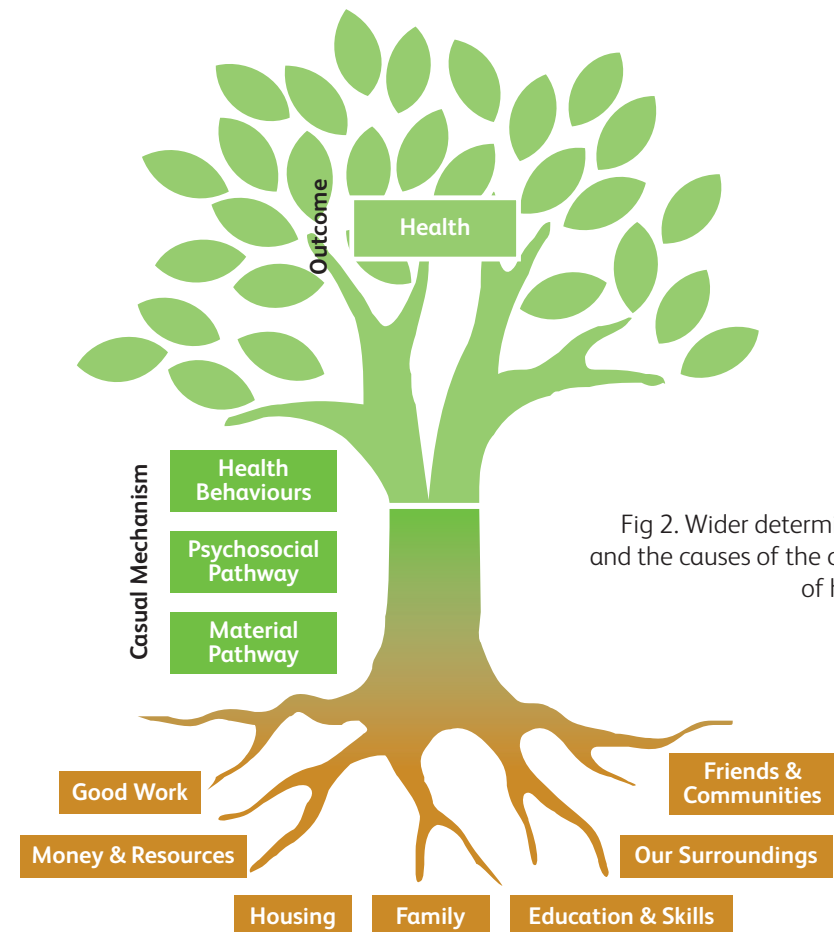 Outcome
Health
Casual Mechanism
Health
Behaviours
Psychosocial
Pathway
Material
Pathway
Fig 2. Wider determ
and the causes of the
of
Good Work
Friends &
Communities
Money & Resources
Our Surroundings
Housing
Family
Education & Skills